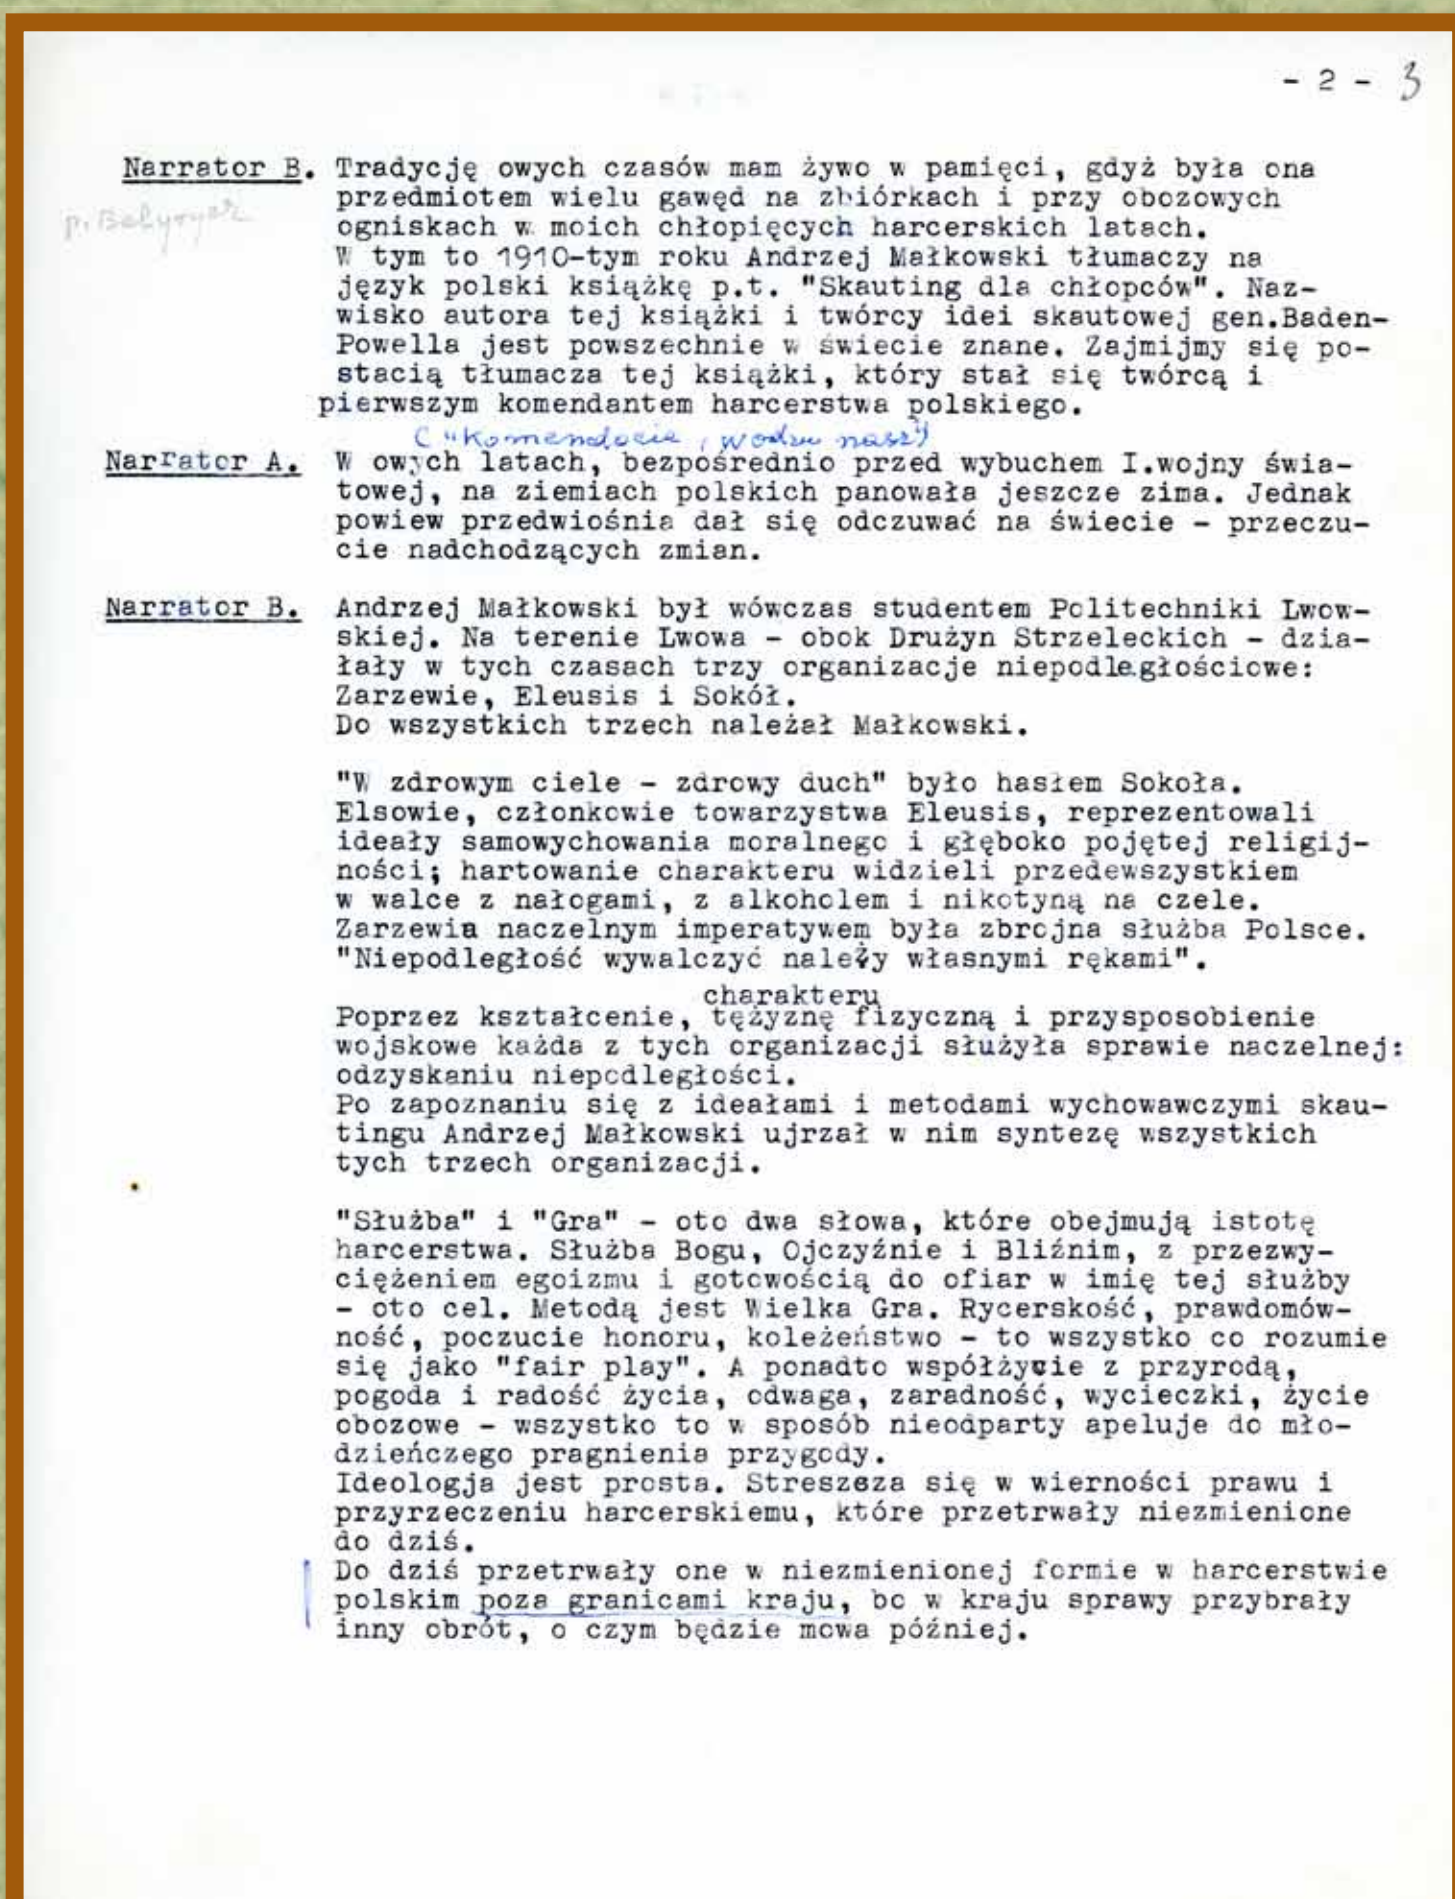 - 2 - 3
Narrator B. Tradycję owych czasów mam żywo w pamięci, gdyż była ona
przedmiotem wielu gawęd na zbiórkach i przy obozowych
ogniskach w moich chłopięcych harcerskich latach.
W tym to 1910-tym roku Andrzej Małkowski tłumaczy na
język polski książkę p.t. "Skauting dla chłopców". Naz-
wisko autora tej książki i twórcy idei skautowej gen.Baden-
Powella jest powszechnie w świecie znane. Zajmijmy się po-
stacią tłumacza tej książki, który stał się twórcą i
pierwszym komendantem harcerstwa polskiego.
("Komendocie, wodzu nasz")
Narrator A. W owych latach, bezpośrednio przed wybuchem I.wojny świa-
towej, na ziemiach polskich panowała jeszcze zima. Jednak
powiew przedwiośnia dał się odczuwać na świecie - przeczu-
cie nadchodzących zmian.
Narrator B. Andrzej Małkowski był wówczas studentem Politechniki Lwow-
skiej. Na terenie Lwowa - obok Drużyn Strzeleckich - dzia-
łały w tych czasach trzy organizacje niepodległościowe:
Zarzewie, Eleusis i Sokół.
Do wszystkich trzech należał Małkowski.
"W zdrowym ciele - zdrowy duch" było hasłem Sokoła.
Elsowie, członkowie towarzystwa Eleusis, reprezentowali
ideały samowychowania moralnego i głęboko pojętej religij-
ności; hartowanie charakteru widzieli przedewszystkiem
w walce z nałogami, z alkoholem i nikotyną na czele.
Zarzewia naczelnym imperatywem była zbrojna służba Polsce.
"Niepodległość wywalczyć należy własnymi rękami".
charakteru
Poprzez kształcenie, tężyznę fizyczną i przysposobienie
wojskowe każda z tych organizacji służyła sprawie naczelnej:
odzyskaniu niepodległości.
Po zapoznaniu się z ideałami i metodami wychowawczymi skau-
tingu Andrzej Małkowski ujrzał w nim syntezę wszystkich
tych trzech organizacji.
"Służba" i "Gra" - oto dwa słowa, które obejmują istotę
harcerstwa. Służba Bogu, Ojczyźnie i Bliźnim, z przezwy-
ciężeniem egoizmu i gotowością do ofiar w imię tej służby
- oto cel. Metodą jest Wielka Gra. Rycerskość, prawdomów-
ność, poczucie honoru, koleżeństwo - to wszystko co rozumie
się jako "fair play". A ponadto współżycie z przyrodą,
pogoda i radość życia, odwaga, zaradność, wycieczki, życie
obozowe - wszystko to w sposób nieodparty apeluje do mło-
dzieńczego pragnienia przygody.
Ideologja jest prosta. Streszsza się w wierności prawu i
przyrzeczeniu harcerskiemu, które przetrwały niezmienione
do dziś.
Do dziś przetrwały one w niezmienionej formie w harcerstwie
polskim poza granicami kraju, bo w kraju sprawy przybrały
inny obrót, o czym będzie mowa później.